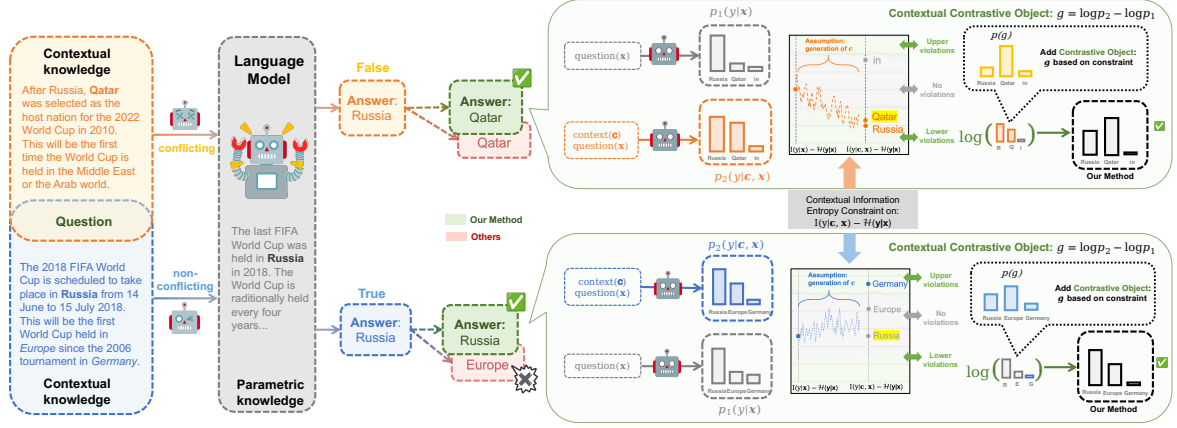 Contextual
knowledge
After Russia, Qatar
was selected as the
host nation for the 2022
World Cup in 2010.
This will be the first
time the World Cup is
held in the Middle East
or the Arab world.
Question
The 2018 FIFA World
Cup is scheduled to take
place in Russia from 14
June to 15 July 2018.
This will be the first
World Cup held in
Europe since the 2006
tournament in Germany.
Contextual
knowledge
conflicting
non-
conflicting
Language
Model
The last FIFA
World Cup was
held in Russia
in 2018. The
World Cup is
raditionally held
every four
years...
Parametric
knowledge
False
Answer:
Russia
Answer:
Qatar
Qatar
Our Method
Others
True
Answer:
Russia
Answer:
Russia
Europe
p₁(y|x)
Contextual Contrastive Object: g = logp₂ − logp₁
question(x)
Russia Qatar in
context(c)
question(x)
Russia Qatar in
p₂(y|c, x)
Assumption:
generation of c
in
Qatar
Russia
I(y|x) − ℋ(y|x)
I(y|c, x) − ℋ(y|x)
Upper
violations
No
violations
Lower
violations
p(g)
Russia Qatar in
Add Contrastive Object:
g based on constraint
log( )
R Q i
Russia Qatar in
Our Method
Contextual Information
Entropy Constraint on:
I(y|c, x) − ℋ(y|x)
p₂(y|c, x)
Contextual Contrastive Object: g = logp₂ − logp₁
context(c)
question(x)
Russia Europe Germany
question(x)
Russia Europe Germany
p₁(y|x)
Assumption:
generation of c
Germany
Europe
Russia
I(y|x) − ℋ(y|x)
I(y|c, x) − ℋ(y|x)
Upper
violations
No
violations
Lower
violations
p(g)
Russia Europe Germany
Add Contrastive Object:
g based on constraint
log( )
R E G
Russia Europe Germany
Our Method